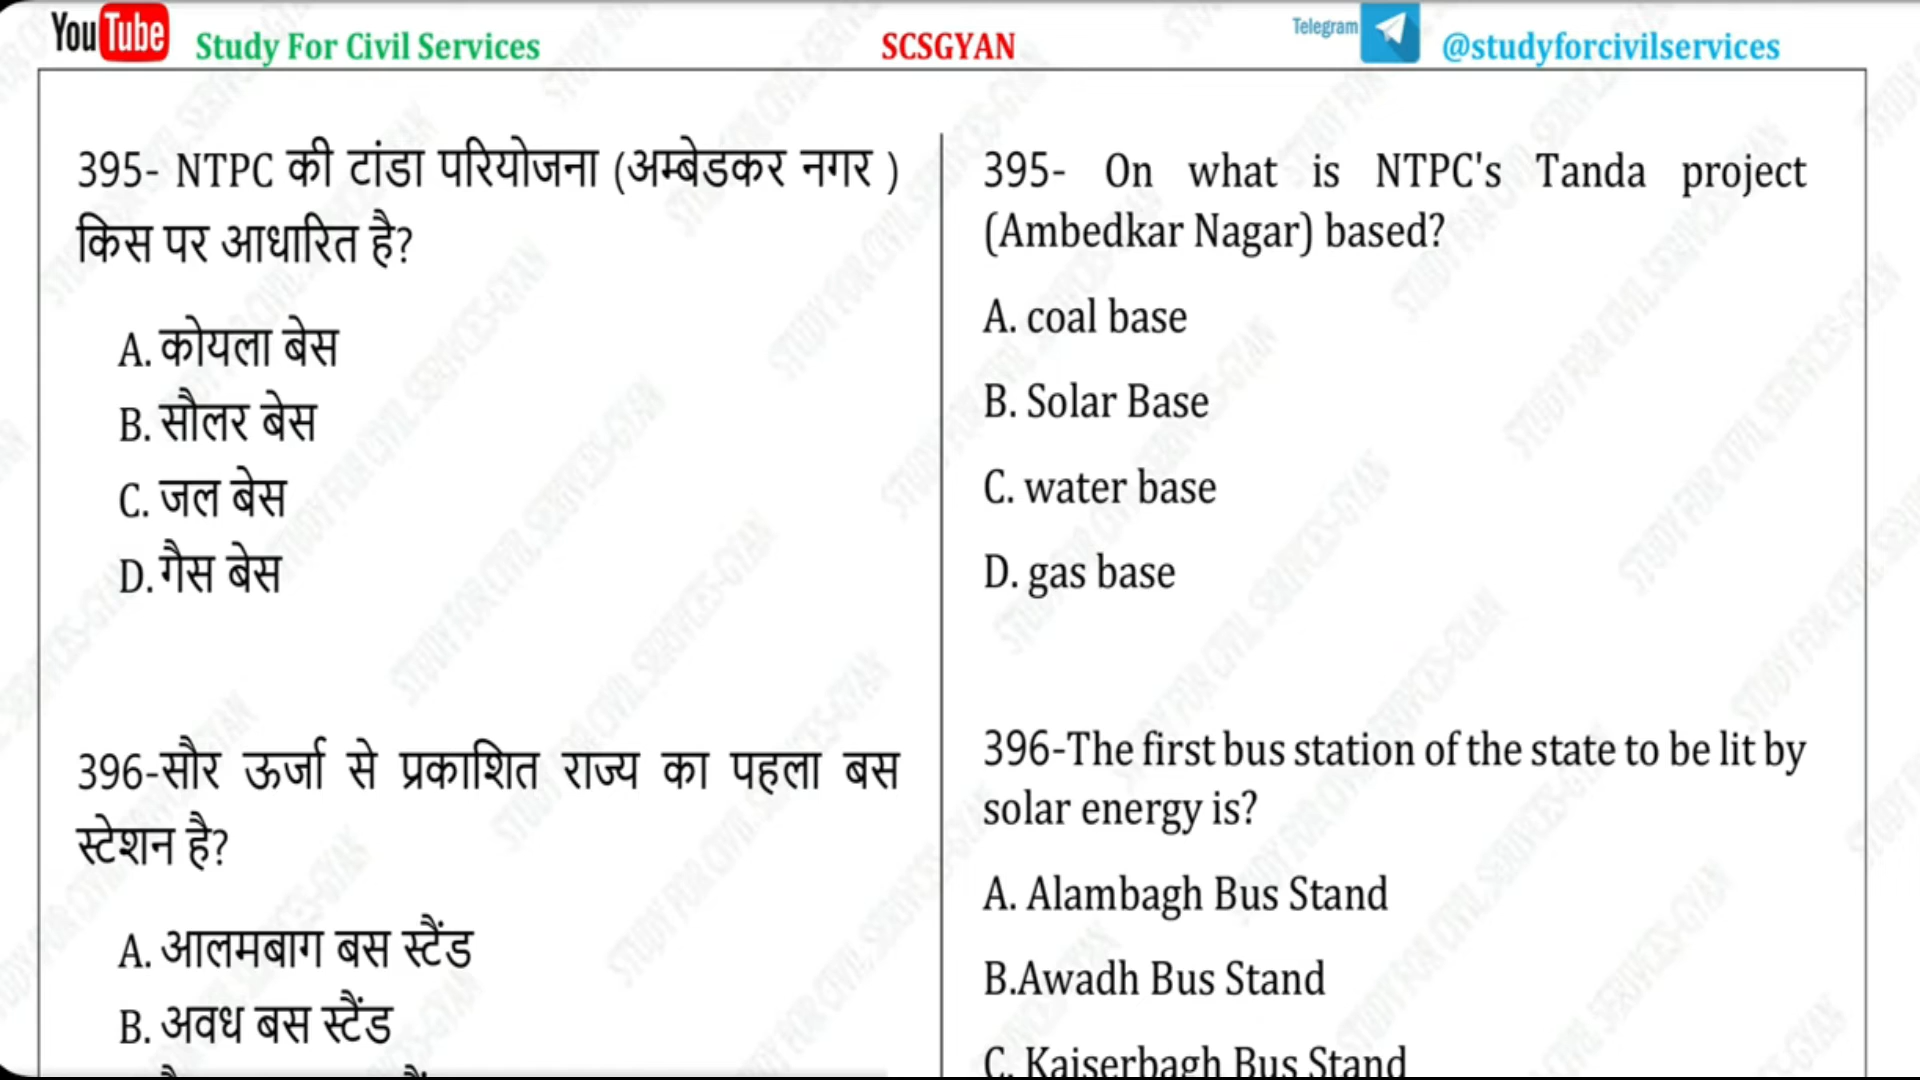 YouTube Study For Civil Services SCSGYAN Telegram @studyforcivilservices
395- NTPC की टांडा परियोजना (अम्बेडकर नगर )
किस पर आधारित है?
A. कोयला बेस
B. सौलर बेस
C. जल बेस
D. गैस बेस
396-सौर ऊर्जा से प्रकाशित राज्य का पहला बस
स्टेशन है?
A. आलमबाग बस स्टैंड
B. अवध बस स्टैंड
395- On what is NTPC's Tanda project
(Ambedkar Nagar) based?
A. coal base
B. Solar Base
C. water base
D. gas base
396-The first bus station of the state to be lit by
solar energy is?
A. Alambagh Bus Stand
B.Awadh Bus Stand
C. Kaiserbagh Bus Stand